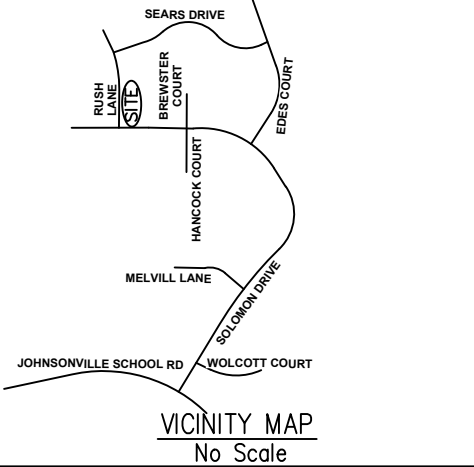 SEARS DRIVE
RUSH
LANE
SITE
BREWSTER
COURT
EDES COURT
HANCOCK COURT
MELVILL LANE
SOLOMON DRIVE
JOHNSONVILLE SCHOOL RD
WOLCOTT COURT
VICINITY MAP
No Scale